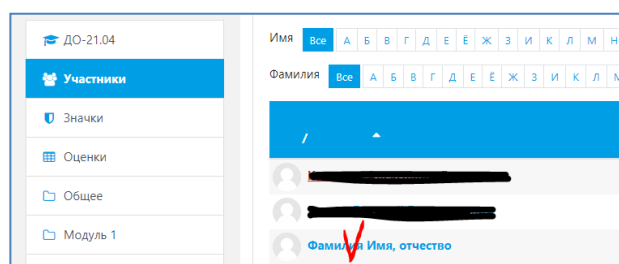 ДО-21.04
Участники
Значки
Оценки
Общее
Модуль 1
Имя Все А Б В Г Д Е Ё Ж З И К Л М Н
Фамилия Все А Б В Г Д Е Ё Ж З И К Л М
/
Фамилия Имя, отчество